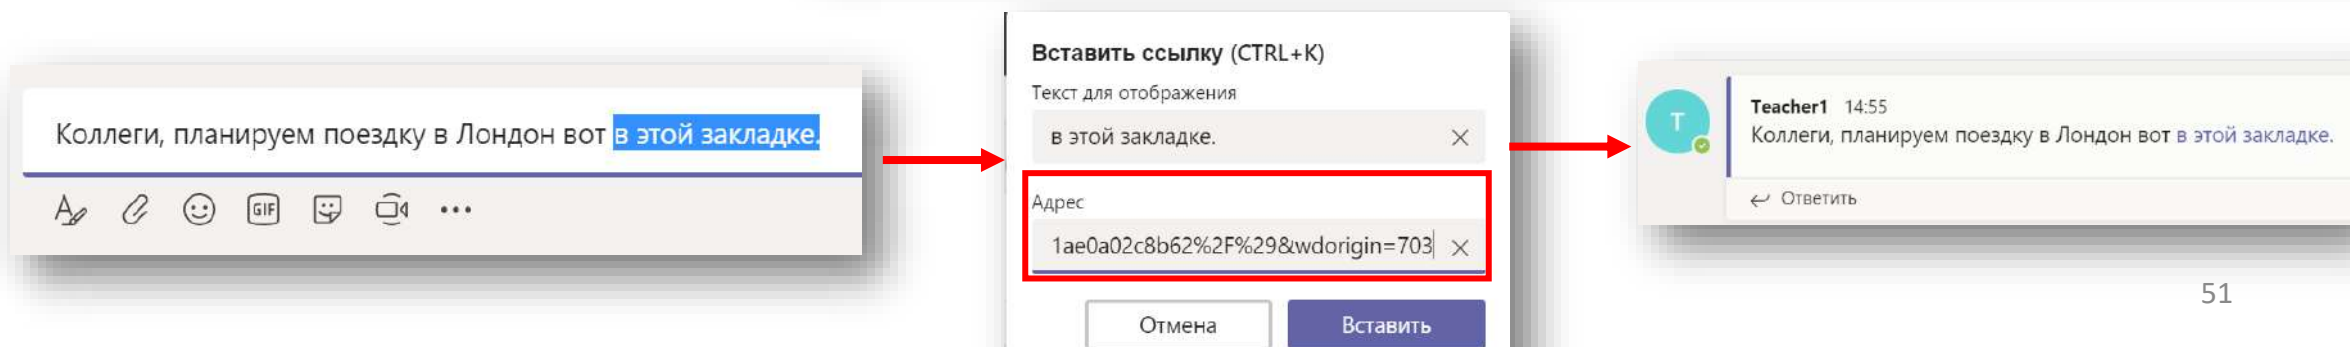 Коллеги, планируем поездку в Лондон вот в этой закладке.
GIF
Вставить ссылку (CTRL+K)
Текст для отображения
в этой закладке.
Адрес
1ae0a02c8b62%2F%29&wdorigin=703
Отмена
Вставить
T
Teacher1 14:55
Коллеги, планируем поездку в Лондон вот в этой закладке.
Ответить
51